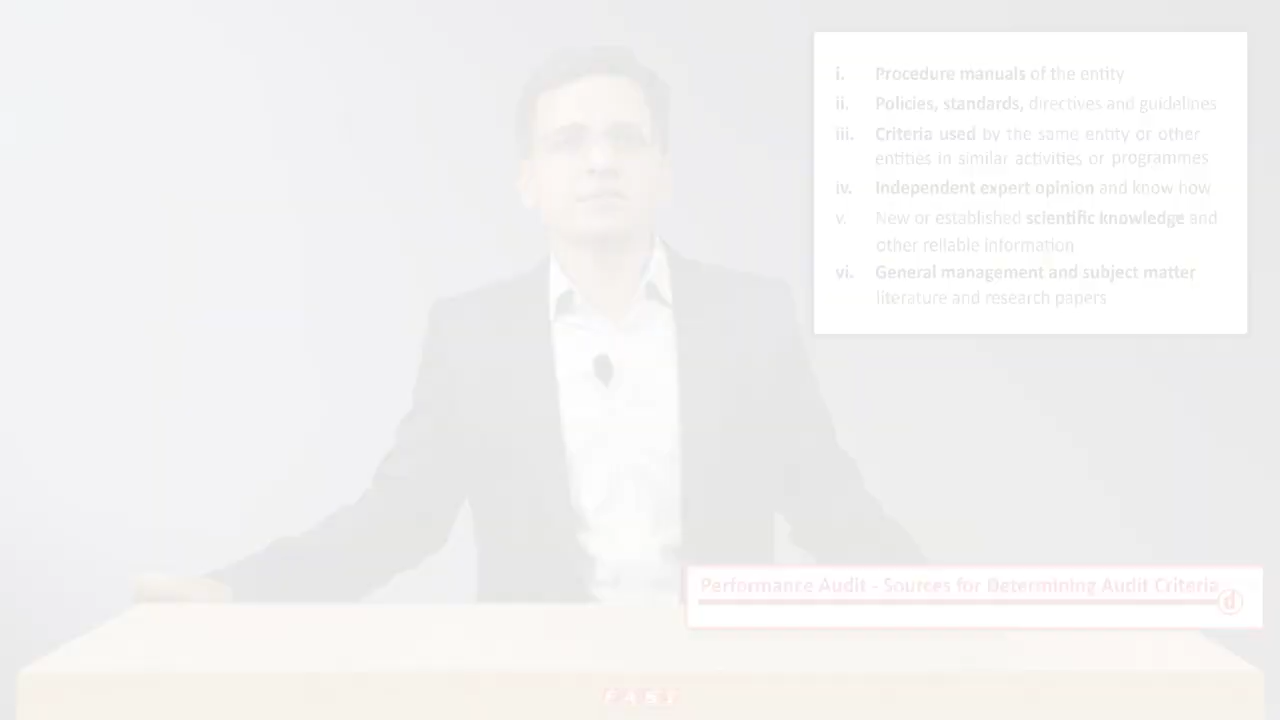 i. Procedure manuals of the entity
ii. Policies, standards, directives and guidelines
iii. Criteria used by the same entity or other
entities in similar activities or programmes
iv. Independent expert opinion and know how
v. New or established scientific knowledge and
other reliable information
vi. General management and subject matter
literature and research papers
Performance Audit - Sources for Determining Audit Criteria
d
FAST